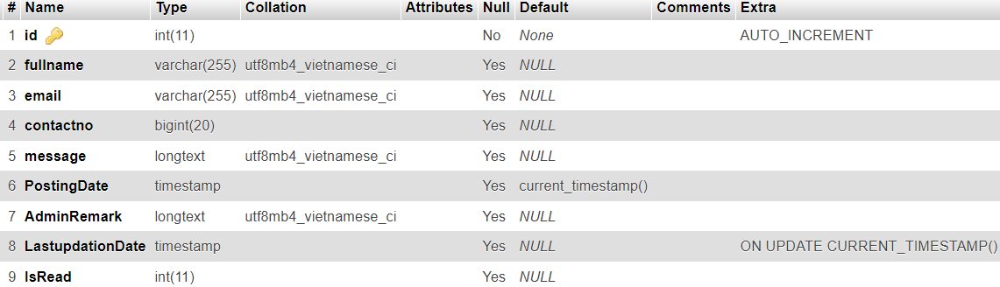 # Name Type Collation Attributes Null Default Comments Extra
1 id int(11) No None AUTO_INCREMENT
2 fullname varchar(255) utf8mb4_vietnamese_ci Yes NULL
3 email varchar(255) utf8mb4_vietnamese_ci Yes NULL
4 contactno bigint(20) Yes NULL
5 message longtext utf8mb4_vietnamese_ci Yes NULL
6 PostingDate timestamp Yes current_timestamp()
7 AdminRemark longtext utf8mb4_vietnamese_ci Yes NULL
8 LastupdationDate timestamp Yes NULL ON UPDATE CURRENT_TIMESTAMP()
9 IsRead int(11) Yes NULL